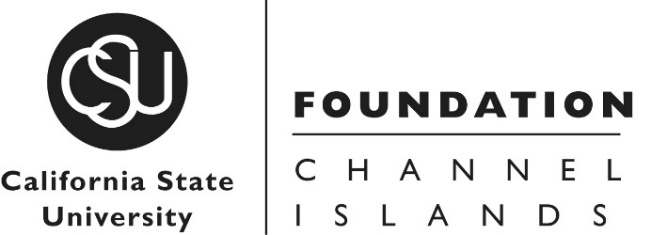 CSU
California State
University
FOUNDATION
CHANNEL
ISLANDS